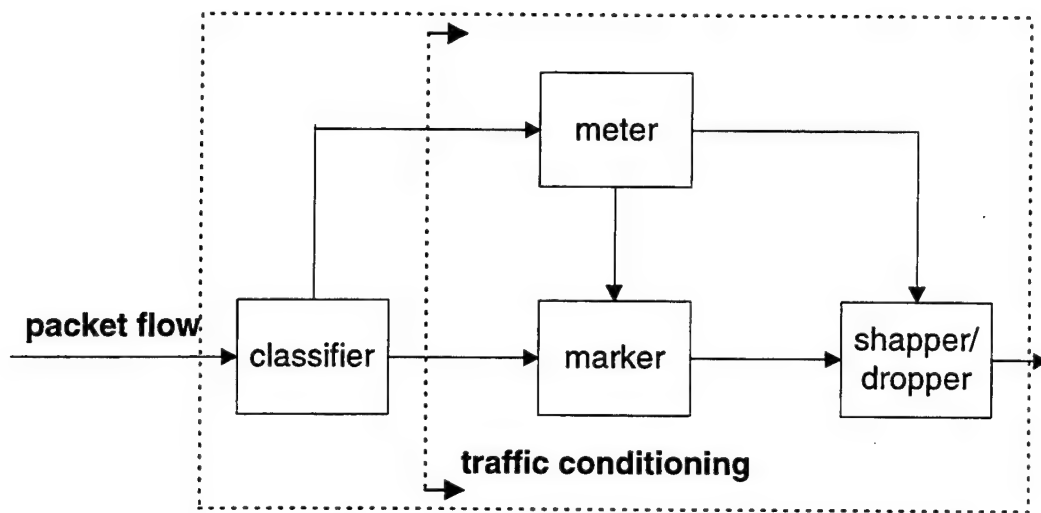 meter
packet flow
classifier
marker
shapper/
dropper
traffic conditioning